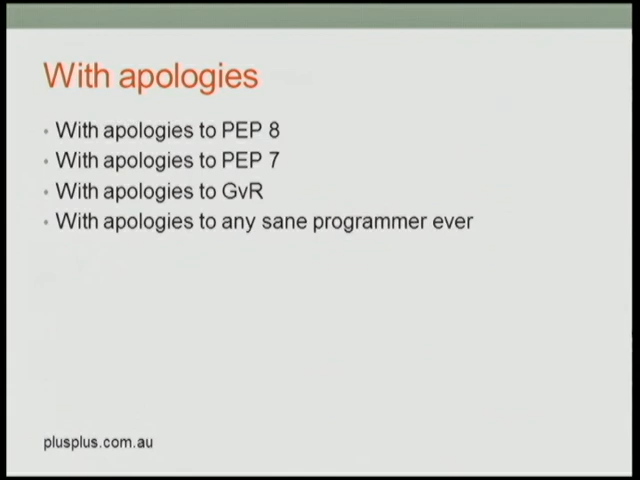 With apologies
• With apologies to PEP 8
• With apologies to PEP 7
• With apologies to GvR
• With apologies to any sane programmer ever
plusplus.com.au